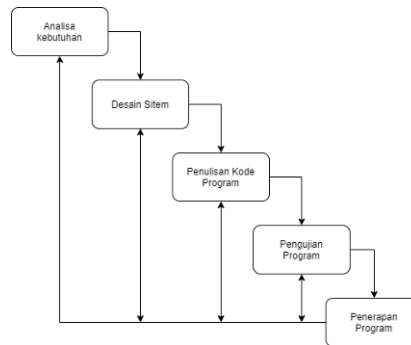 Analisa
kebutuhan
Desain Sitem
Penulisan Kode
Program
Pengujian
Program
Penerapan
Program